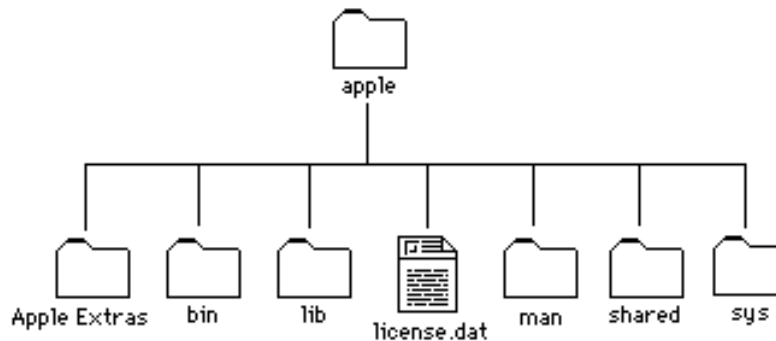 apple
Apple Extras
bin
lib
license.dat
man
shared
sys